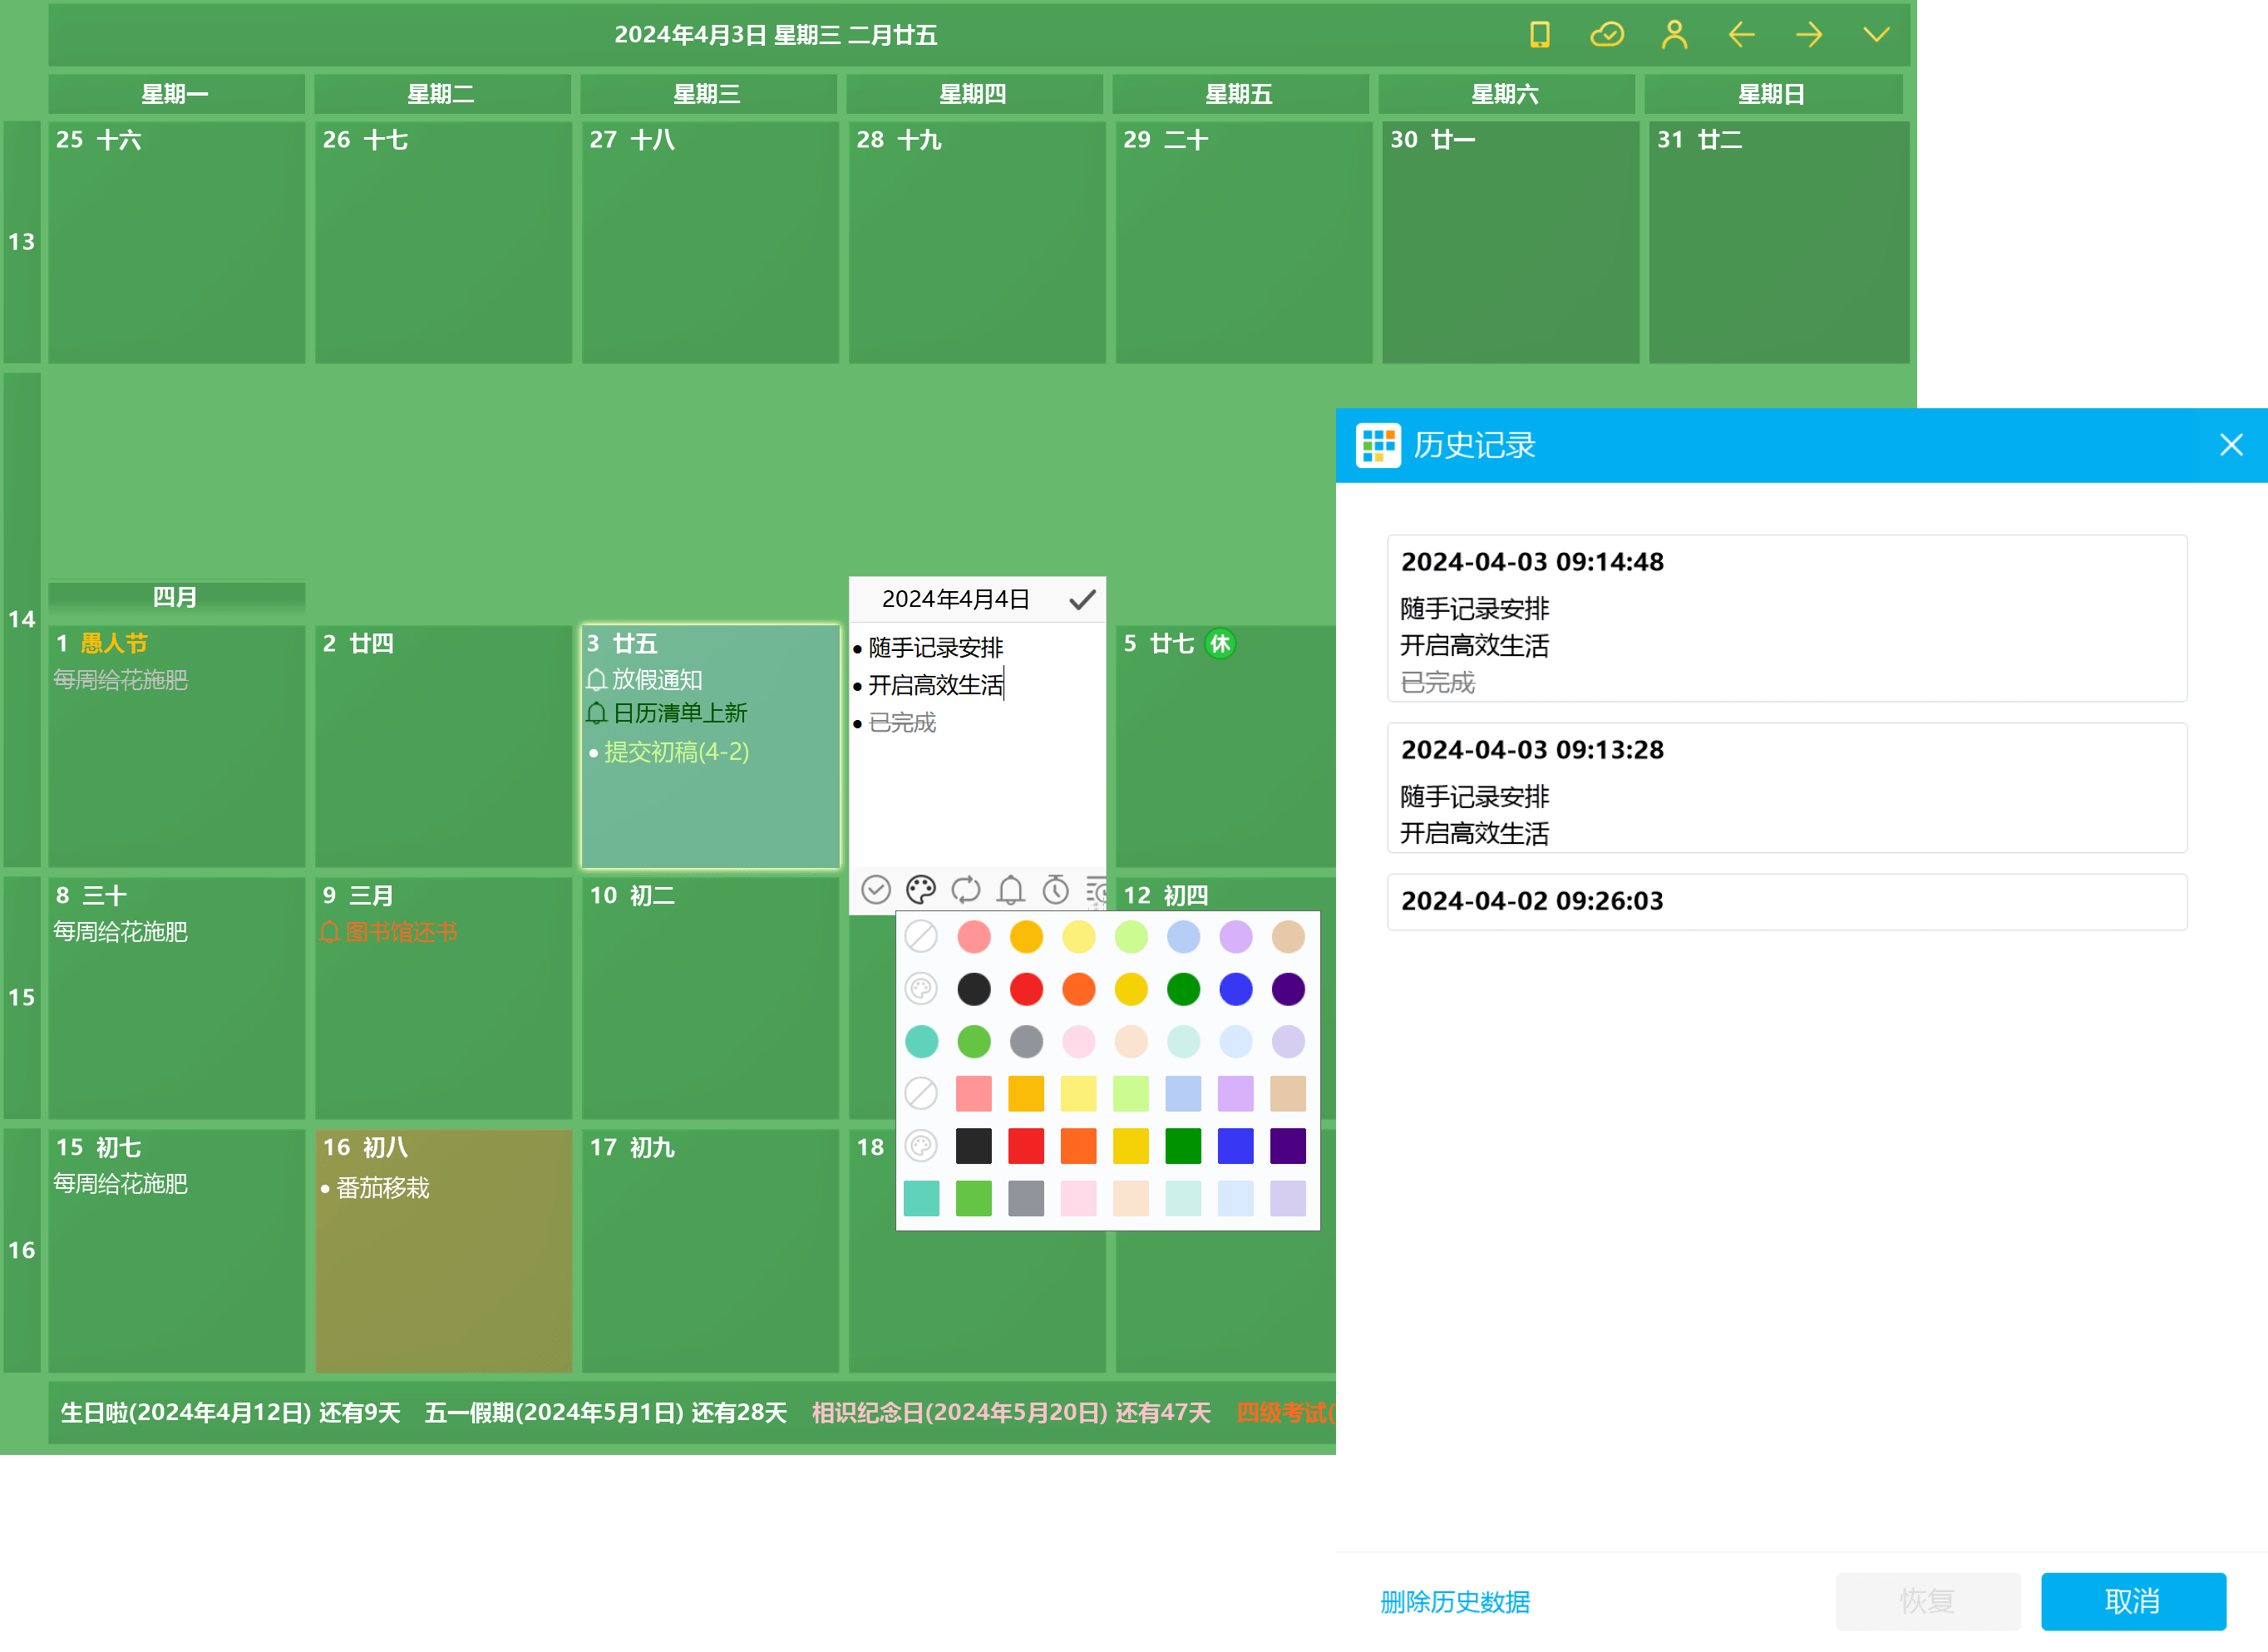 2024年4月3日 星期三 二月廿五
星期一 星期二 星期三 星期四 星期五 星期六 星期日
13
25 十六
26 十七
27 十八
28 十九
29 二十
30 廿一
31 廿二
14
四月
1 愚人节
每周给花施肥
2 廿四
3 廿五
放假通知
日历清单上新
提交初稿(4-2)
2024年4月4日
随手记录安排
开启高效生活
已完成
5 廿七 休
15
8 三十
每周给花施肥
9 三月
图书馆还书
10 初二
12 初四
16
15 初七
每周给花施肥
16 初八
番茄移栽
17 初九
18
生日啦(2024年4月12日) 还有9天 五一假期(2024年5月1日) 还有28天 相识纪念日(2024年5月20日) 还有47天 四级考试(
历史记录
2024-04-03 09:14:48
随手记录安排
开启高效生活
已完成
2024-04-03 09:13:28
随手记录安排
开启高效生活
2024-04-02 09:26:03
删除历史数据
恢复
取消